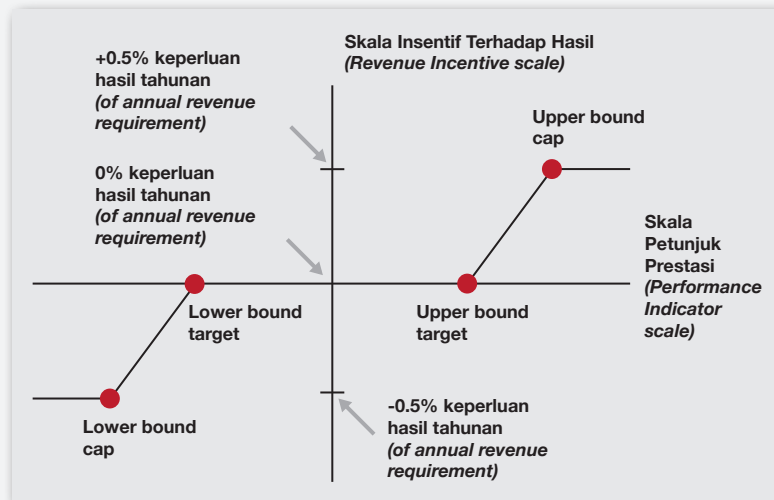 Skala Insentif Terhadap Hasil
(Revenue Incentive scale)
+0.5% keperluan
hasil tahunan
(of annual revenue
requirement)
Upper bound
cap
0% keperluan
hasil tahunan
(of annual revenue
requirement)
Skala
Petunjuk
Prestasi
(Performance
Indicator
scale)
Lower bound
target
Upper bound
target
-0.5% keperluan
hasil tahunan
(of annual revenue
requirement)
Lower bound
cap